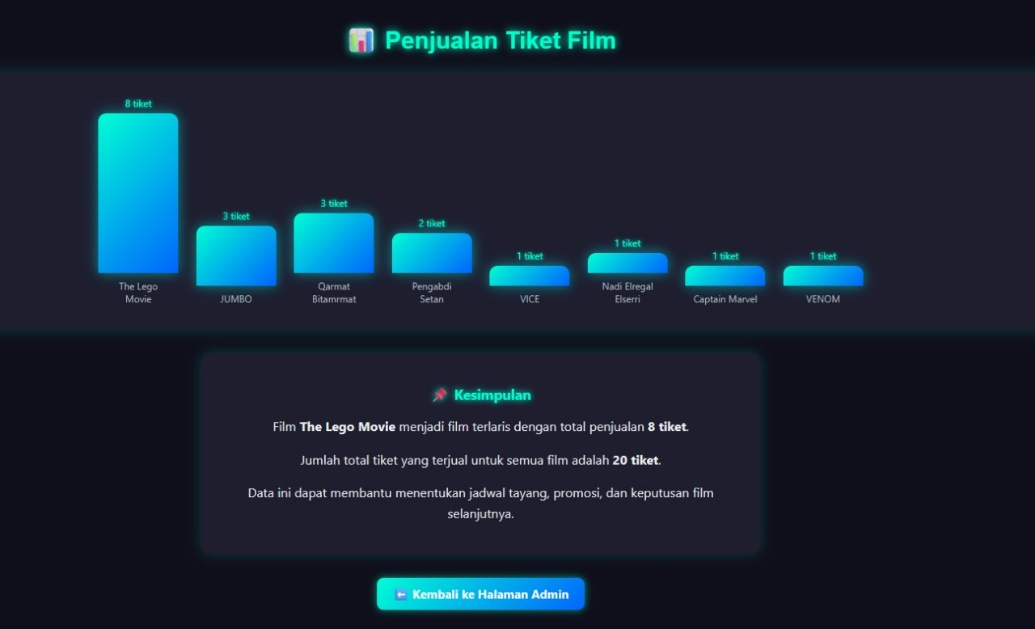 Penjualan Tiket Film
8 tiket
3 tiket
3 tiket
2 tiket
1 tiket
1 tiket
1 tiket
1 tiket
The Lego
Movie
JUMBO
Qarmat
Bitamrmat
Pengabdi
Setan
VICE
Nadi Elregal
Elserri
Captain Marvel
VENOM
Kesimpulan
Film The Lego Movie menjadi film terlaris dengan total penjualan 8 tiket.
Jumlah total tiket yang terjual untuk semua film adalah 20 tiket.
Data ini dapat membantu menentukan jadwal tayang, promosi, dan keputusan film
selanjutnya.
Kembali ke Halaman Admin